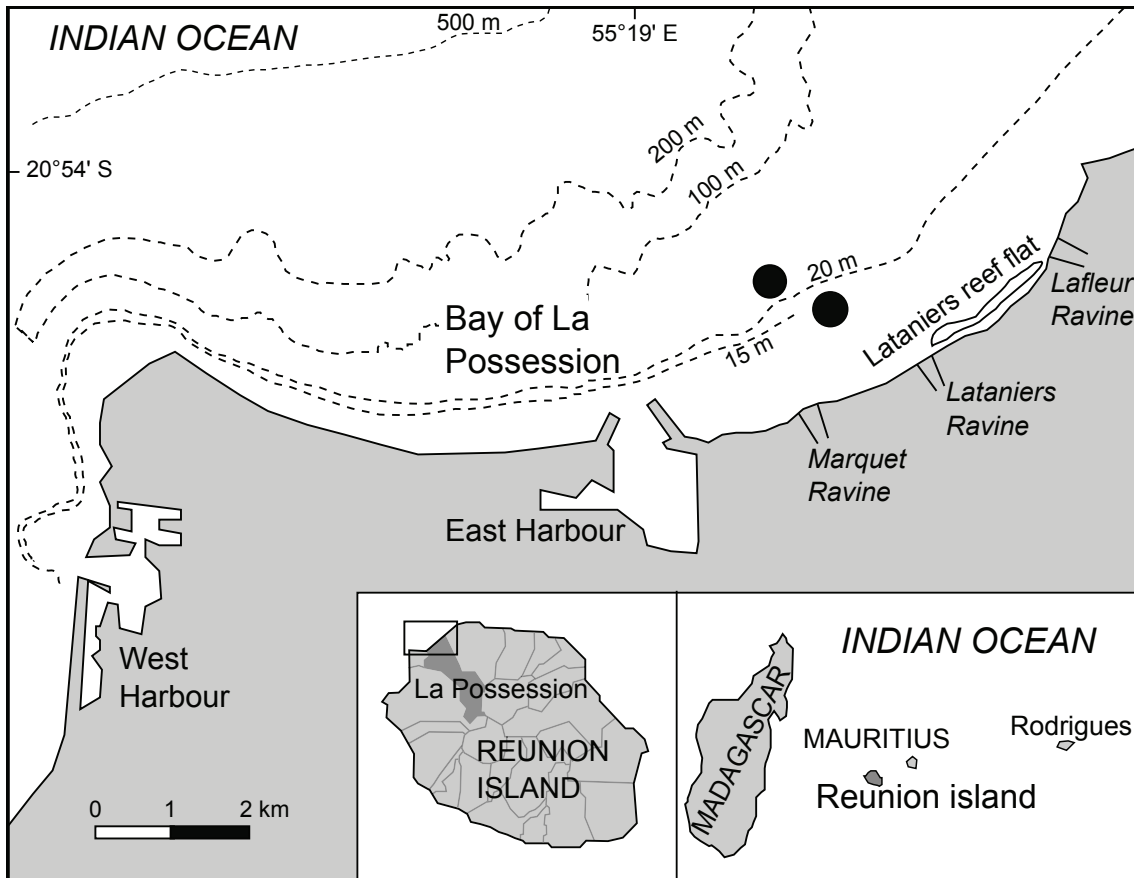 INDIAN OCEAN
500 m
55°19' E
20°54' S
200 m
100 m
20 m
15 m
Bay of La
Possession
Lataniers reef flat
Lafleur
Ravine
Lataniers
Ravine
Marquet
Ravine
East Harbour
West
Harbour
0 1 2 km
La Possession
REUNION
ISLAND
INDIAN OCEAN
MADAGASCAR
MAURITIUS
Rodrigues
Reunion island